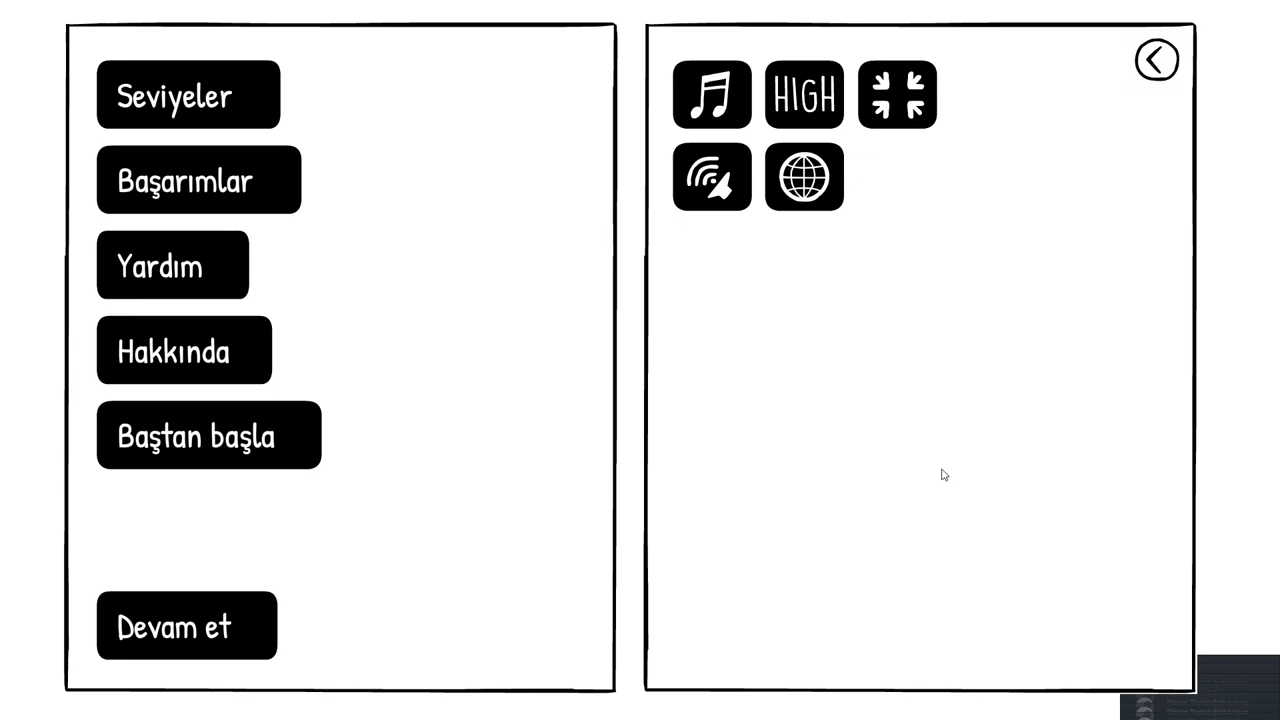 Seviyeler
Başarımlar
Yardım
Hakkında
Baştan başla
Devam et
HIGH